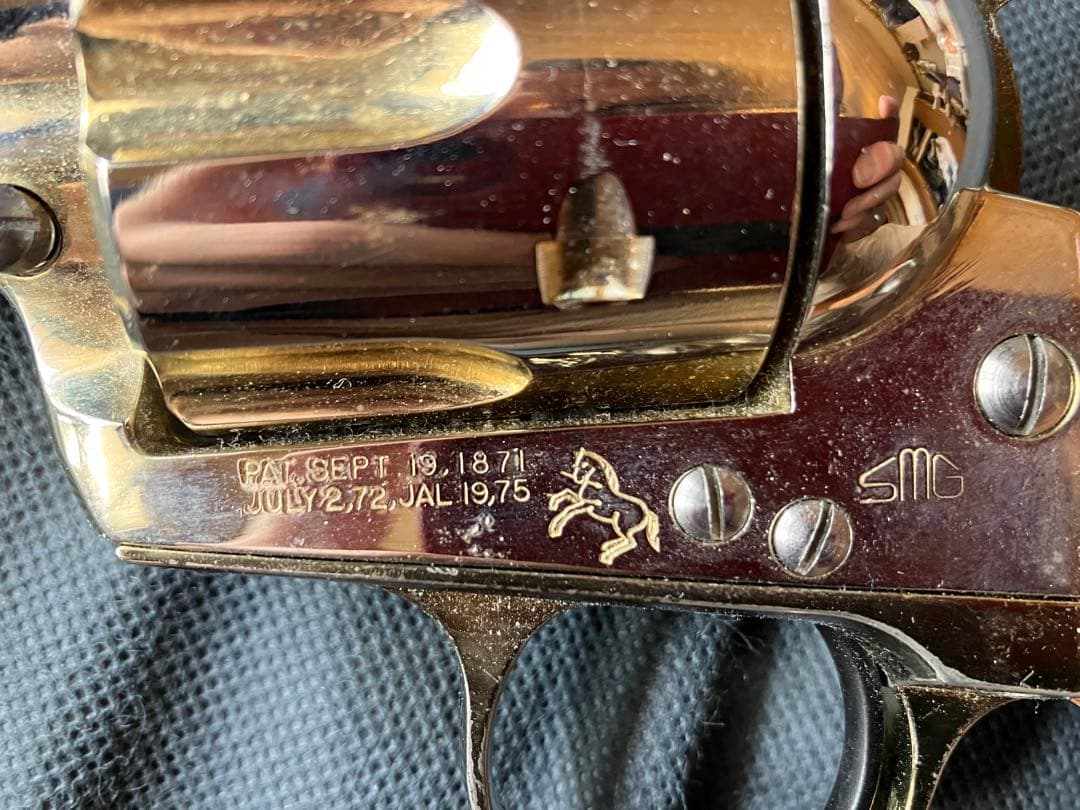 PAT. SEPT 19, 1871
JULY 2, 72, JAL 19, 75
SMG